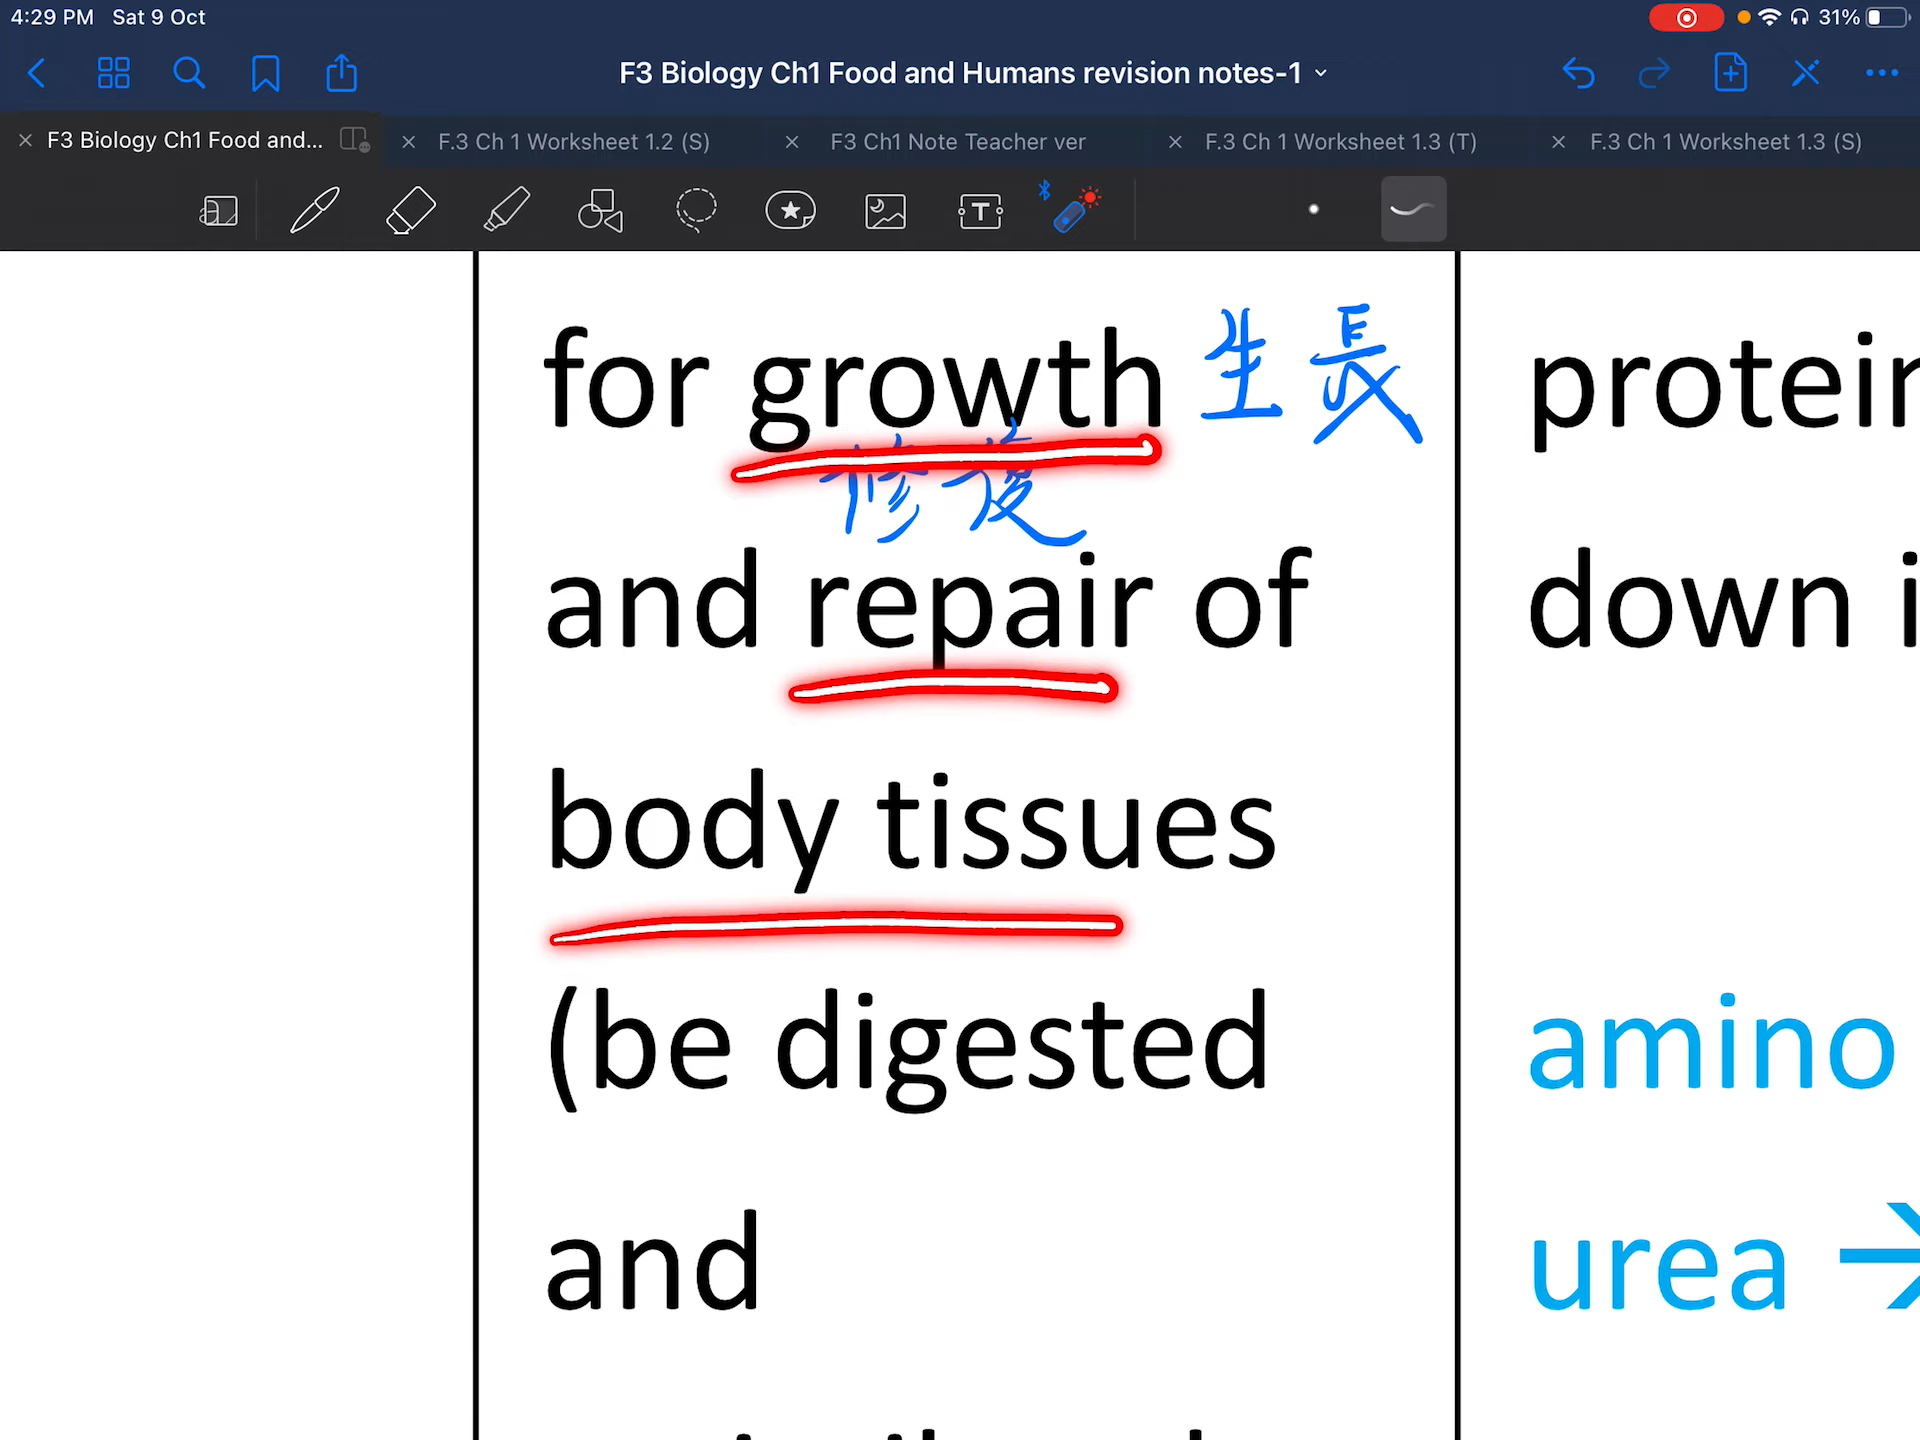 4:29 PM Sat 9 Oct 31%
F3 Biology Ch1 Food and Humans revision notes-1
F3 Biology Ch1 Food and...
F.3 Ch 1 Worksheet 1.2 (S)
F3 Ch1 Note Teacher ver
F.3 Ch 1 Worksheet 1.3 (T)
F.3 Ch 1 Worksheet 1.3 (S)
for growth 生長
修復
and repair of
body tissues
(be digested
and
protein
down i
amino
urea →